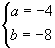 a = −4
b = −8